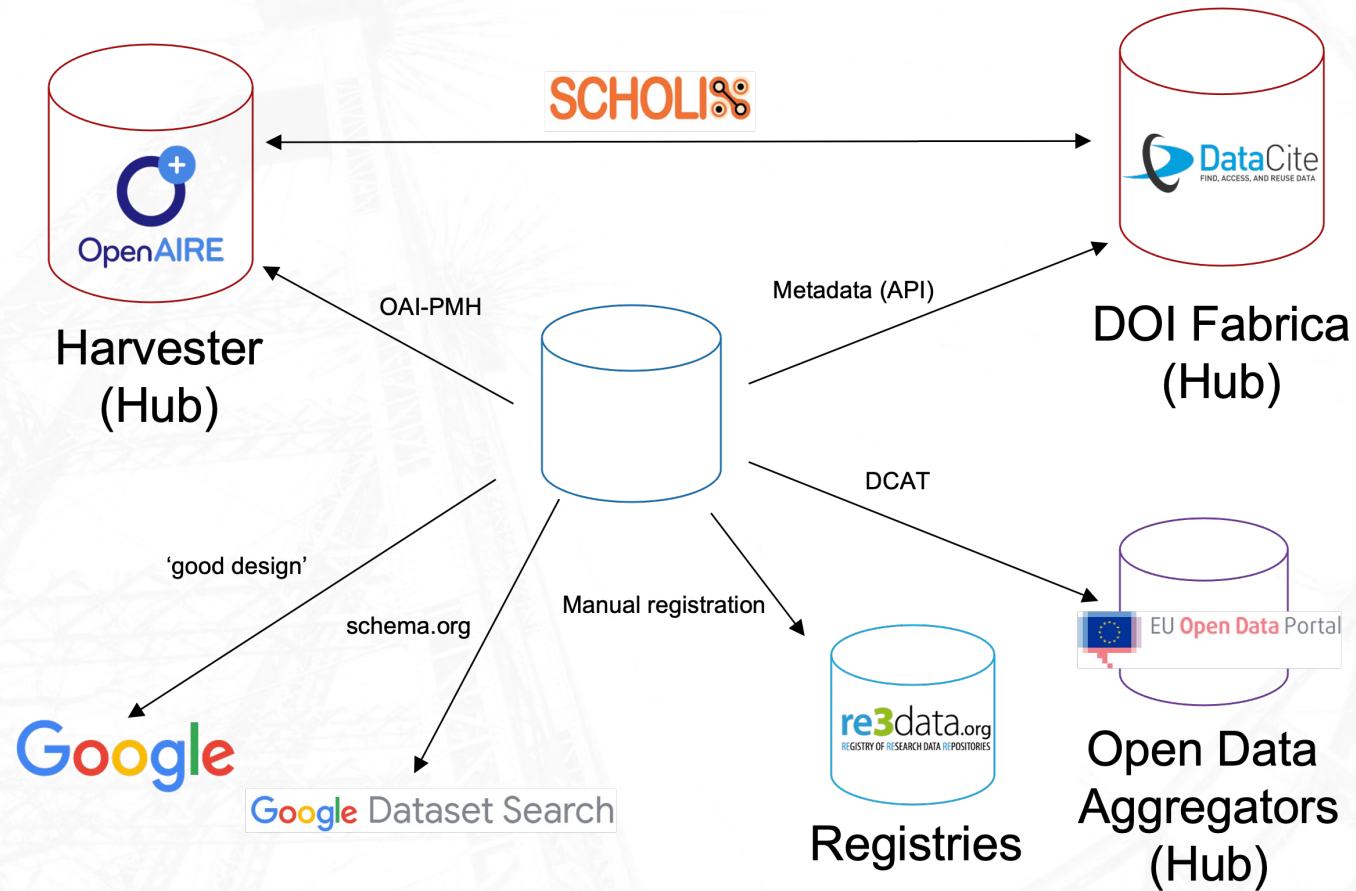 SCHOLIX
OpenAIRE
DataCite
FIND, ACCESS, AND REUSE DATA
Harvester
(Hub)
OAI-PMH
Metadata (API)
DOI Fabrica
(Hub)
DCAT
'good design'
schema.org
Manual registration
EU Open Data Portal
Google
Google Dataset Search
re3data.org
REGISTRY OF RESEARCH DATA REPOSITORIES
Registries
Open Data
Aggregators
(Hub)